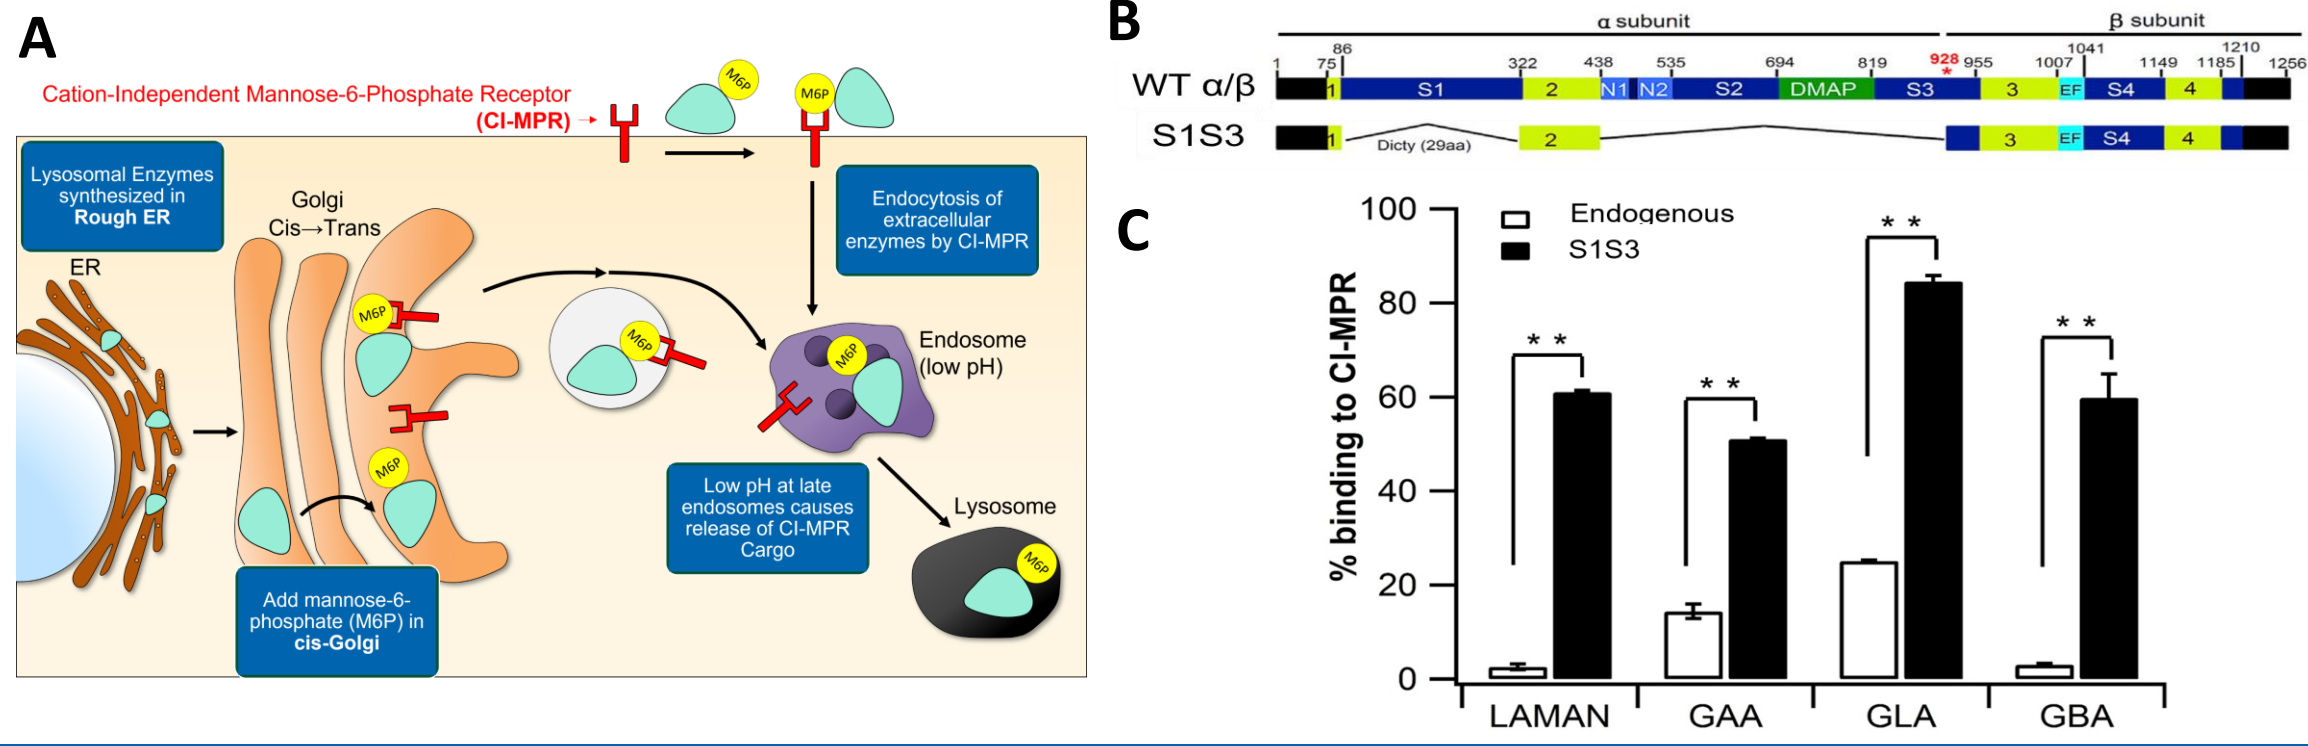 A
Cation-Independent Mannose-6-Phosphate Receptor
(CI-MPR)
M6P
M6P
Lysosomal Enzymes
synthesized in
Rough ER
Golgi
Cis→Trans
ER
M6P
M6P
Add mannose-6-
phosphate (M6P) in
cis-Golgi
M6P
Endocytosis of
extracellular
enzymes by CI-MPR
M6P
Endosome
(low pH)
Low pH at late
endosomes causes
release of CI-MPR
Cargo
Lysosome
M6P
B
α subunit β subunit
86 1041 1210
1 75 322 438 535 694 819 928 955 1007 1149 1185 1256
*
WT α/β 1 S1 2 N1 N2 S2 DMAP S3 3 EF S4 4
S1S3 1 Dicty (29aa) 2 3 EF S4 4
C
Endogenous
S1S3
% binding to CI-MPR
100
80
60
40
20
0
* *
* *
* *
* *
LAMAN GAA GLA GBA